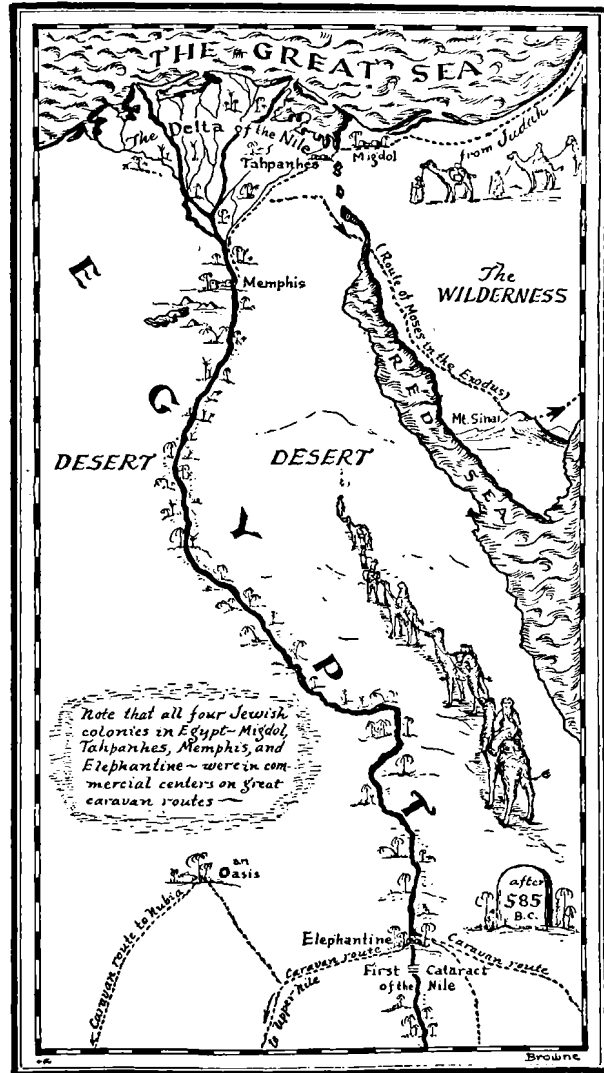 THE GREAT SEA
The Delta of the Nile
Tahpanhes
Migdol
from Judah
EGYPT
Memphis
(Route of Moses in the Exodus)
The
WILDERNESS
RED SEA
Mt. Sinai
DESERT
DESERT
Note that all four Jewish
colonies in Egypt~Migdol,
Tahpanhes, Memphis, and
Elephantine~were in com-
mercial centers on great
caravan routes~
an
Oasis
after
585
B.C.
Caravan route to Nubia
Elephantine
Caravan route
to Upper Nile
Caravan route
First Cataract
of the Nile
Browne